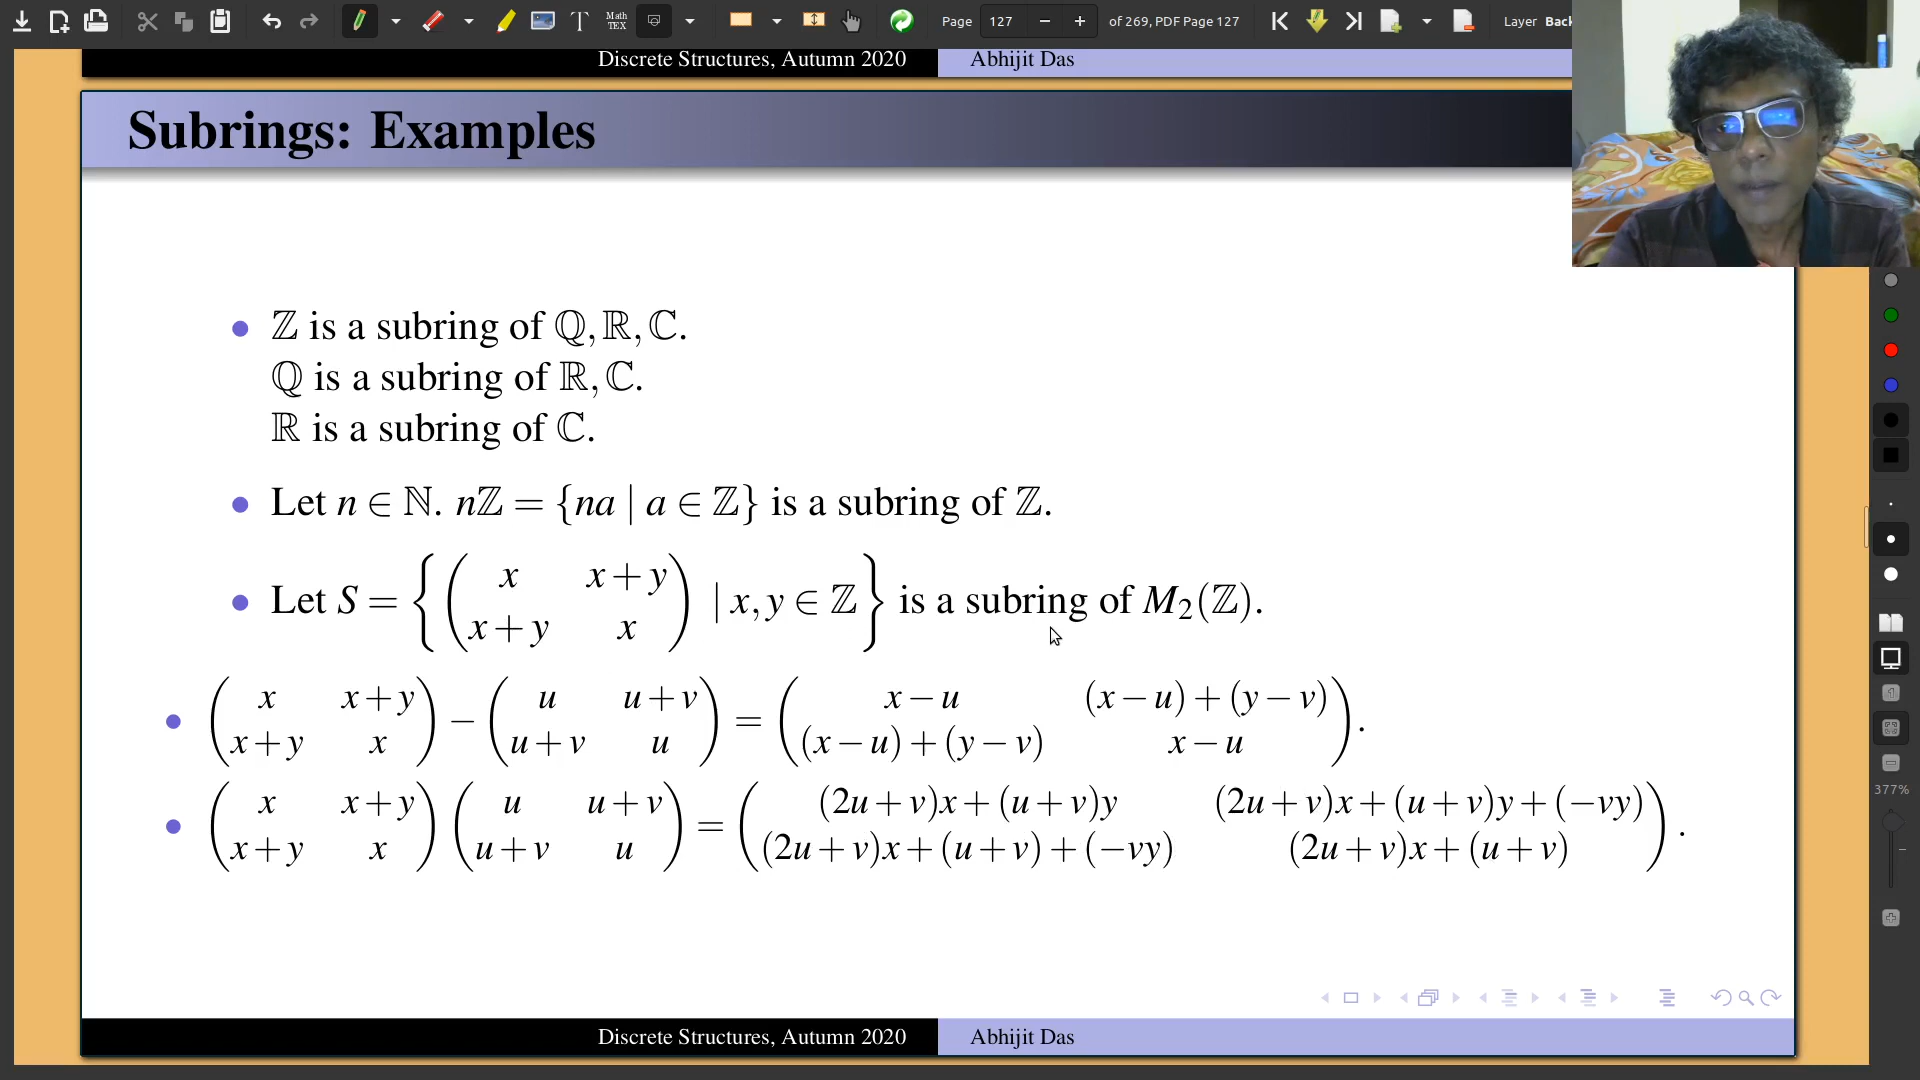 Page 127 − + of 269, PDF Page 127 Layer Back
T Math TEX
Discrete Structures, Autumn 2020 Abhijit Das
Subrings: Examples
• ℤ is a subring of ℚ, ℝ, ℂ.
ℚ is a subring of ℝ, ℂ.
ℝ is a subring of ℂ.
• Let n ∈ ℕ. nℤ = {na | a ∈ ℤ} is a subring of ℤ.
• Let S = { ( x x+y ; x+y x ) | x, y ∈ ℤ } is a subring of M₂(ℤ).
• ( x x+y ; x+y x ) − ( u u+v ; u+v u ) = ( x−u (x−u)+(y−v) ; (x−u)+(y−v) x−u ).
• ( x x+y ; x+y x ) ( u u+v ; u+v u ) = ( (2u+v)x+(u+v)y (2u+v)x+(u+v)y+(−vy) ; (2u+v)x+(u+v)+(−vy) (2u+v)x+(u+v) ).
377%
Discrete Structures, Autumn 2020 Abhijit Das